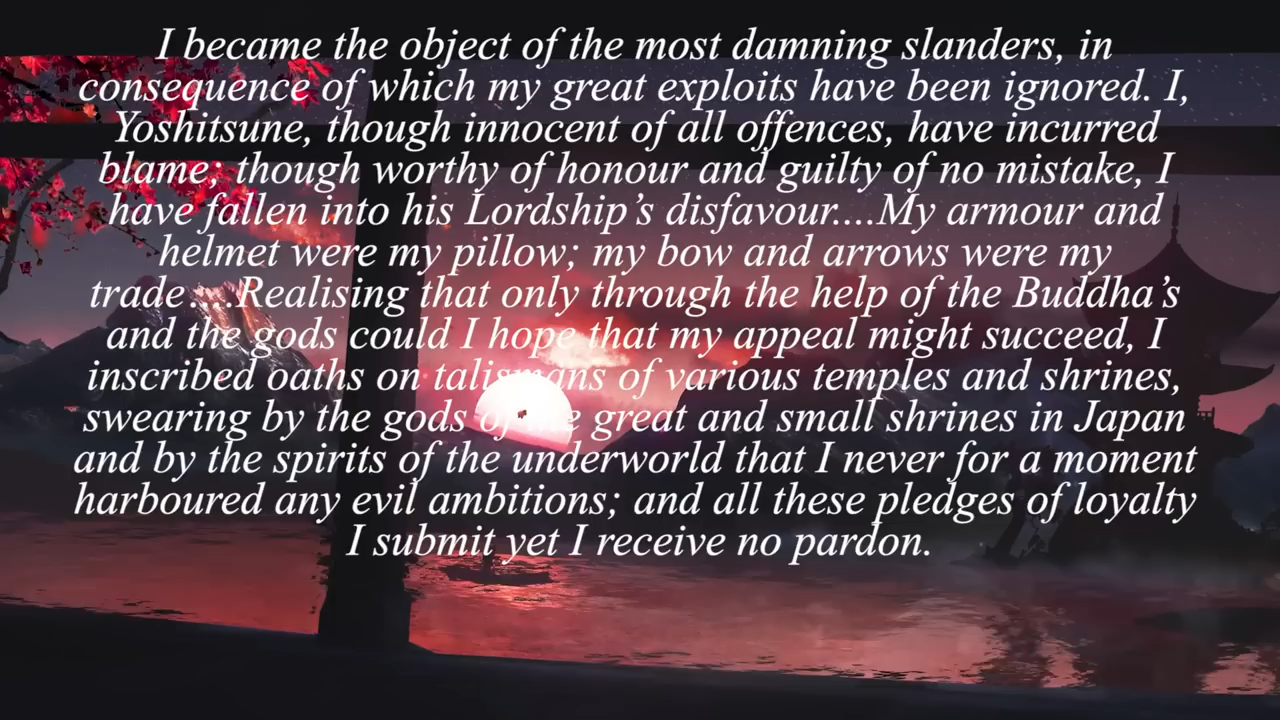 I became the object of the most damning slanders, in
consequence of which my great exploits have been ignored. I,
Yoshitsune, though innocent of all offences, have incurred
blame; though worthy of honour and guilty of no mistake, I
have fallen into his Lordship’s disfavour....My armour and
helmet were my pillow; my bow and arrows were my
trade....Realising that only through the help of the Buddha’s
and the gods could I hope that my appeal might succeed, I
inscribed oaths on talismans of various temples and shrines,
swearing by the gods of the great and small shrines in Japan
and by the spirits of the underworld that I never for a moment
harboured any evil ambitions; and all these pledges of loyalty
I submit yet I receive no pardon.